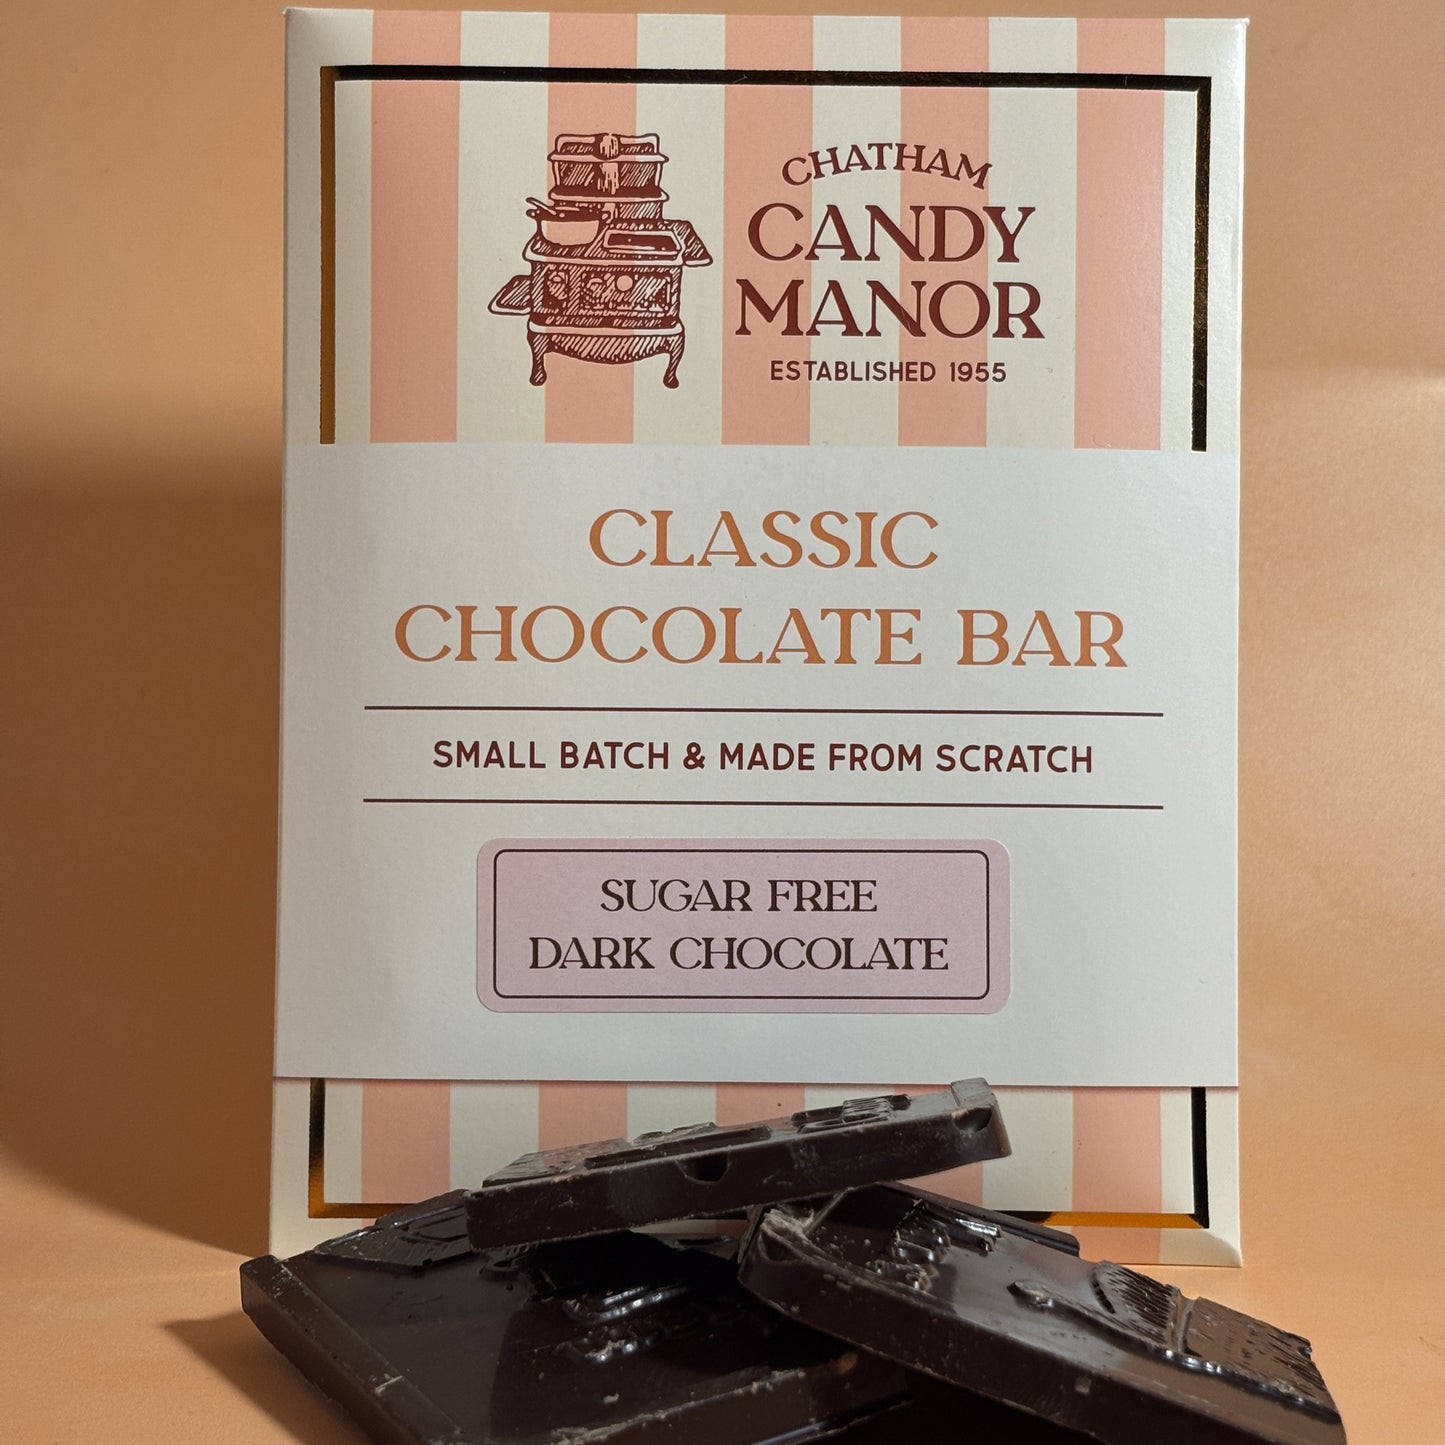 CHATHAM
CANDY
MANOR
ESTABLISHED 1955
CLASSIC
CHOCOLATE BAR
SMALL BATCH & MADE FROM SCRATCH
SUGAR FREE
DARK CHOCOLATE